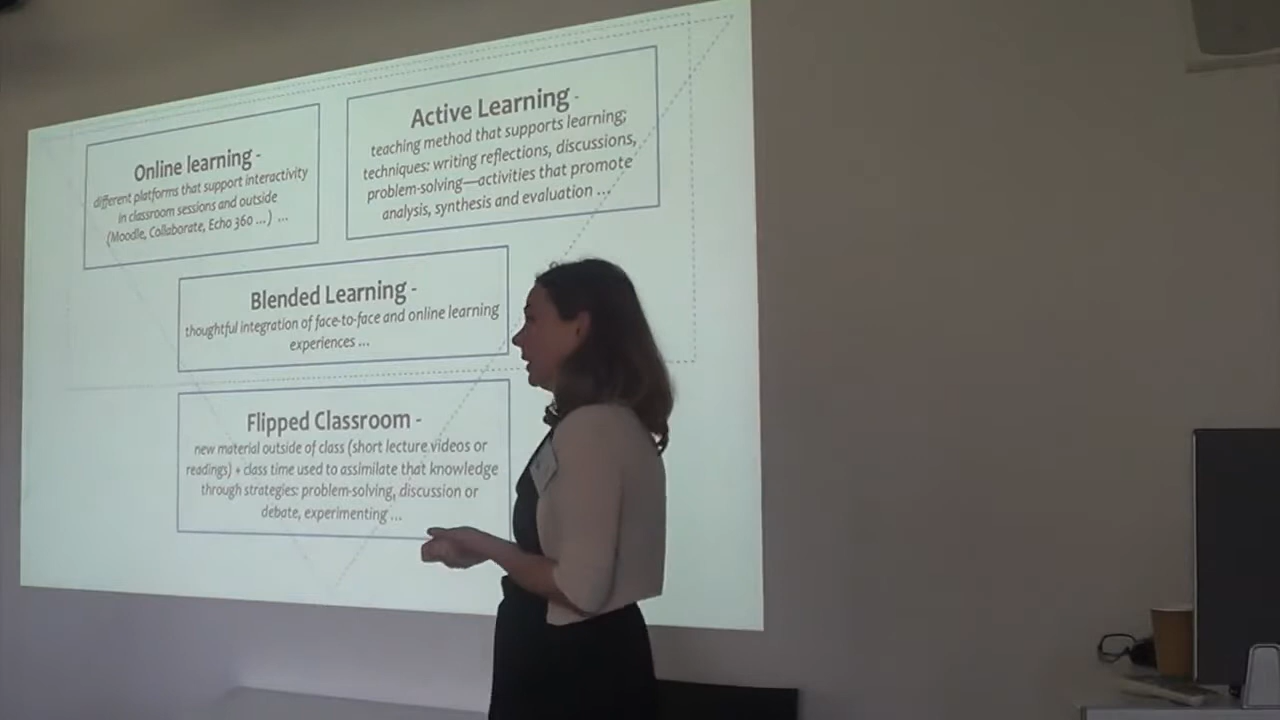 Online learning -
different platforms that support interactivity
in classroom sessions and outside
(Moodle, Collaborate, Echo 360 ...) ...
Active Learning -
teaching method that supports learning;
techniques: writing reflections, discussions,
problem-solving—activities that promote
analysis, synthesis and evaluation ...
Blended Learning -
thoughtful integration of face-to-face and online learning
experiences ...
Flipped Classroom -
new material outside of class (short lecture videos or
readings) + class time used to assimilate that knowledge
through strategies: problem-solving, discussion or
debate, experimenting ...